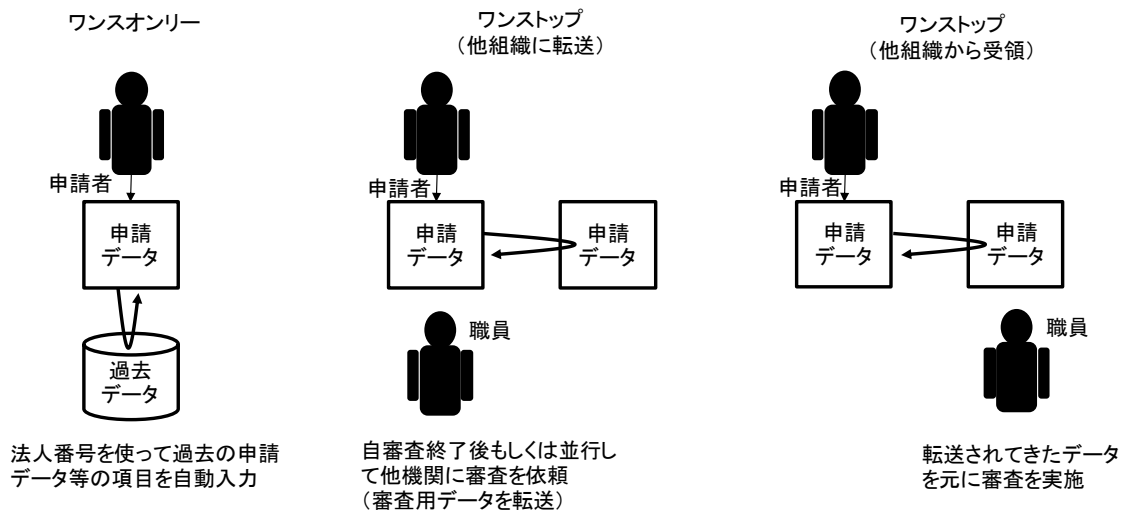 ワンスオンリー
申請者
申請
データ
過去
データ
法人番号を使って過去の申請
データ等の項目を自動入力
ワンストップ
（他組織に転送）
申請者
申請
データ
申請
データ
職員
自審査終了後もしくは並行し
て他機関に審査を依頼
（審査用データを転送）
ワンストップ
（他組織から受領）
申請者
申請
データ
申請
データ
職員
転送されてきたデータ
を元に審査を実施